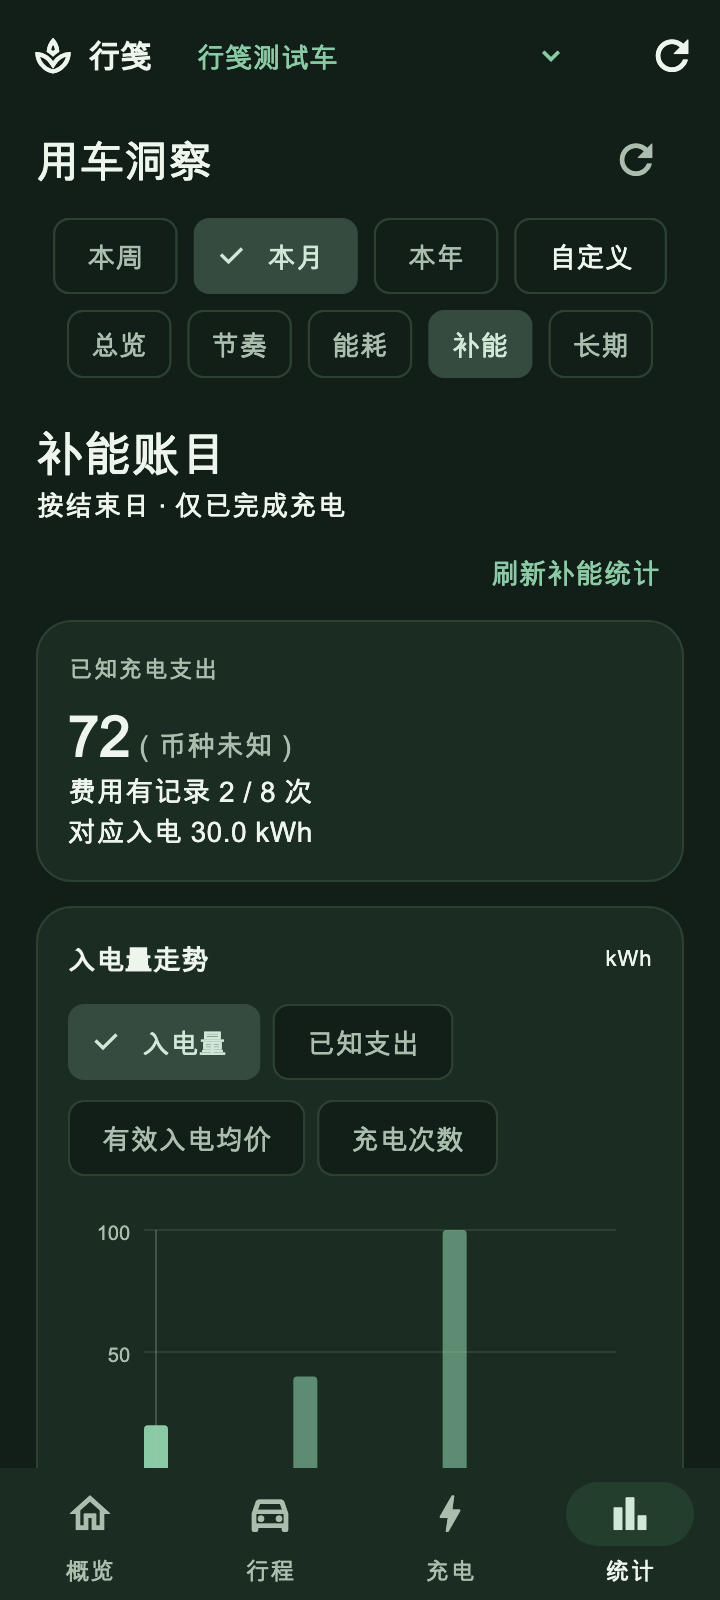 行笺 行笺测试车
用车洞察
本周 本月 本年 自定义
总览 节奏 能耗 补能 长期
补能账目
按结束日 · 仅已完成充电
刷新补能统计
已知充电支出
72 ( 币种未知 )
费用有记录 2 / 8 次
对应入电 30.0 kWh
入电量走势 kWh
入电量 已知支出
有效入电均价 充电次数
100
50
概览 行程 充电 统计